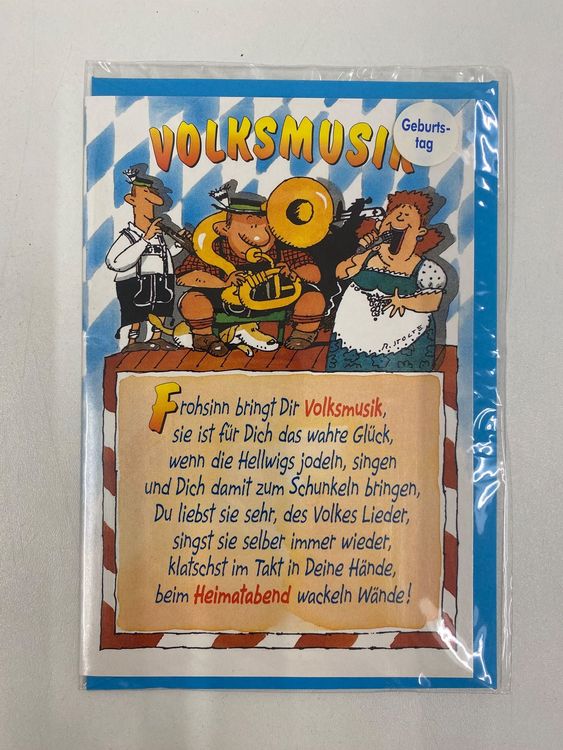 VOLKSMUSIK
Geburts-
tag
R. STOLTE
Frohsinn bringt Dir Volksmusik,
sie ist für Dich das wahre Glück,
wenn die Hellwigs jodeln, singen
und Dich damit zum Schunkeln bringen,
Du liebst sie sehr, des Volkes Lieder,
singst sie selber immer wieder,
klatschst im Takt in Deine Hände,
beim Heimatabend wackeln Wände!